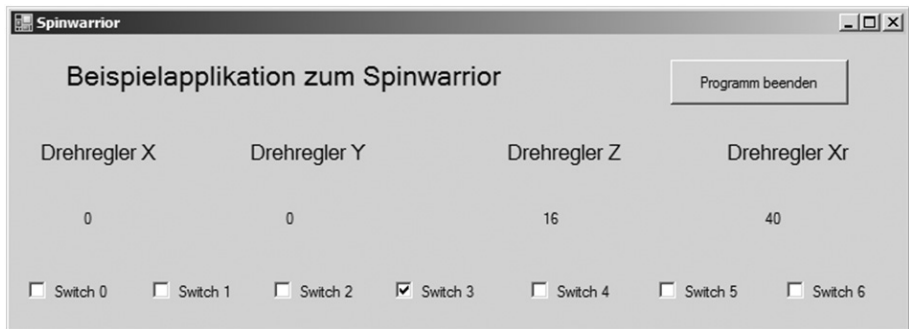 Spinwarrior
Beispielapplikation zum Spinwarrior
Programm beenden
Drehregler X Drehregler Y Drehregler Z Drehregler Xr
0 0 16 40
Switch 0 Switch 1 Switch 2 Switch 3 Switch 4 Switch 5 Switch 6